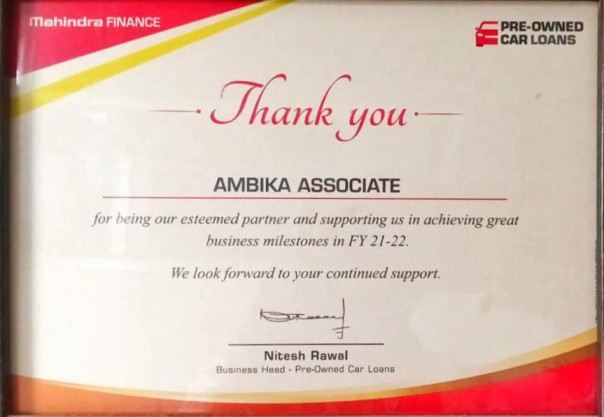 Mahindra FINANCE
PRE-OWNED
CAR LOANS
Thank you
AMBIKA ASSOCIATE
for being our esteemed partner and supporting us in achieving great
business milestones in FY 21-22.
We look forward to your continued support.
Nitesh Rawal
Business Head - Pre-Owned Car Loans